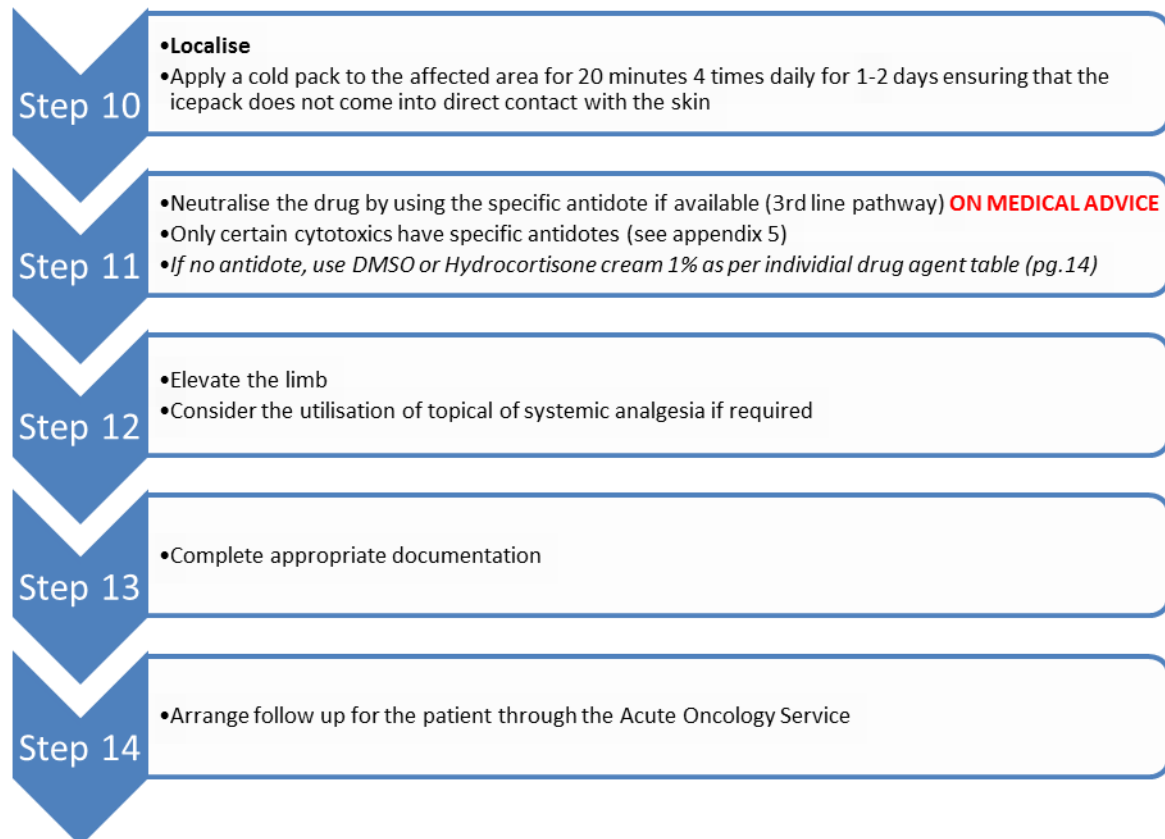 Step 10
•Localise
•Apply a cold pack to the affected area for 20 minutes 4 times daily for 1-2 days ensuring that the
icepack does not come into direct contact with the skin
Step 11
•Neutralise the drug by using the specific antidote if available (3rd line pathway) ON MEDICAL ADVICE
•Only certain cytotoxics have specific antidotes (see appendix 5)
•If no antidote, use DMSO or Hydrocortisone cream 1% as per individial drug agent table (pg.14)
Step 12
•Elevate the limb
•Consider the utilisation of topical of systemic analgesia if required
Step 13
•Complete appropriate documentation
Step 14
•Arrange follow up for the patient through the Acute Oncology Service